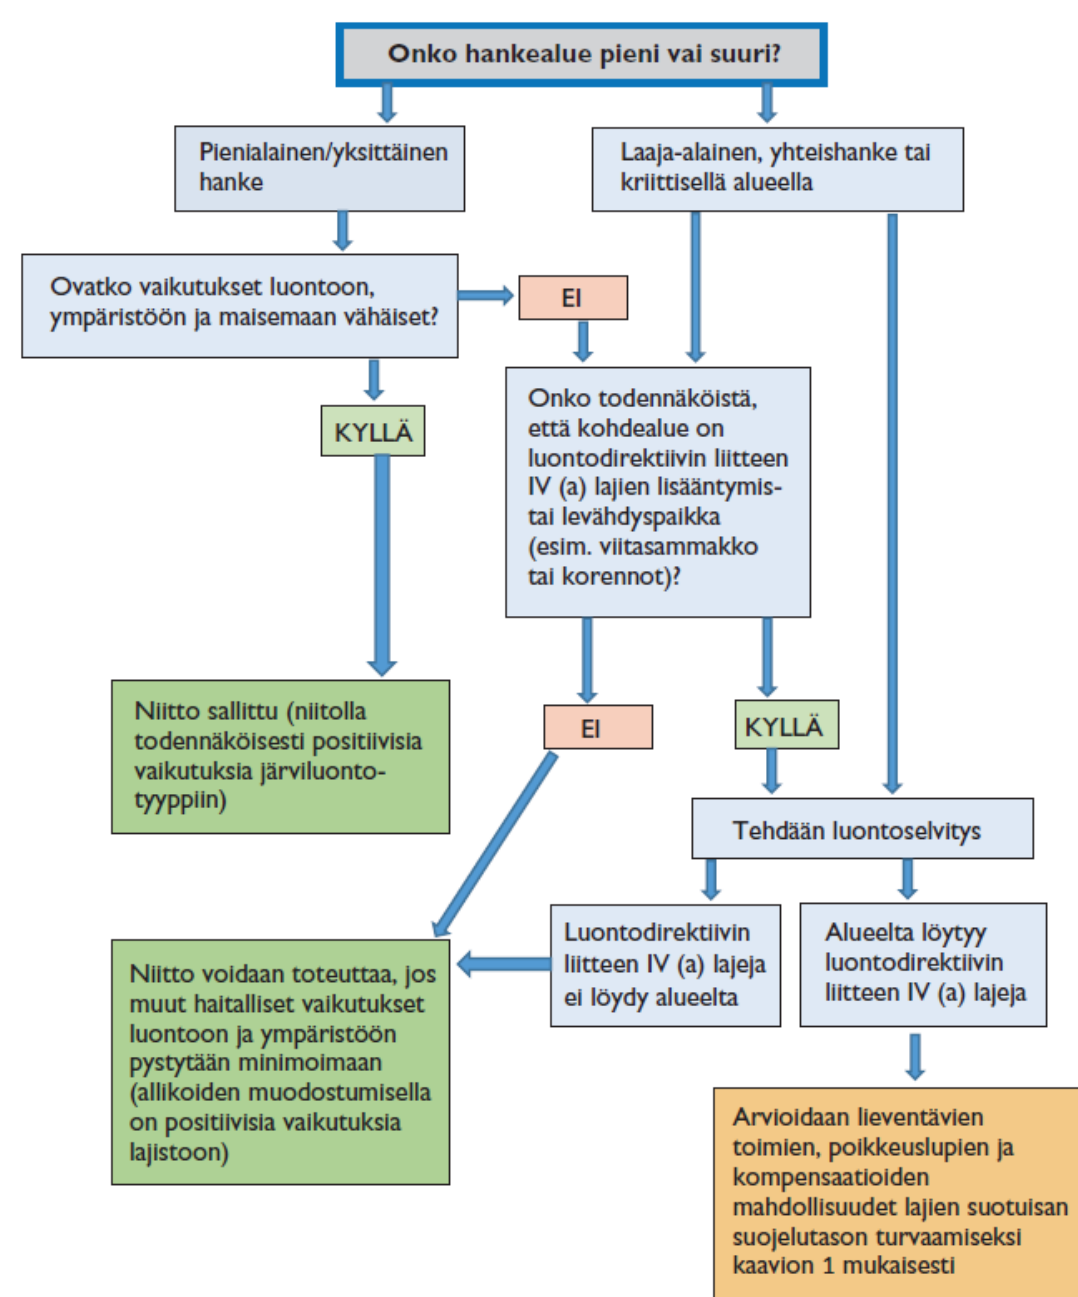 Onko hankealue pieni vai suuri?
Pienialainen/yksittäinen
hanke
Laaja-alainen, yhteishanke tai
kriittisellä alueella
Ovatko vaikutukset luontoon,
ympäristöön ja maisemaan vähäiset?
EI
KYLLÄ
Onko todennäköistä,
että kohdealue on
luontodirektiivin liitteen
IV (a) lajien lisääntymis-
tai levähdyspaikka
(esim. viitasammakko
tai korennot)?
Niitto sallittu (niitolla
todennäköisesti positiivisia
vaikutuksia järviluonto-
tyyppiin)
EI
KYLLÄ
Tehdään luontoselvitys
Luontodirektiivin
liitteen IV (a) lajeja
ei löydy alueelta
Alueelta löytyy
luontodirektiivin
liitteen IV (a) lajeja
Niitto voidaan toteuttaa, jos
muut haitalliset vaikutukset
luontoon ja ympäristöön
pystytään minimoimaan
(allikoiden muodostumisella
on positiivisia vaikutuksia
lajistoon)
Arvioidaan lieventävien
toimien, poikkeuslupien ja
kompensaatioiden
mahdollisuudet lajien suotuisan
suojelutason turvaamiseksi
kaavion 1 mukaisesti